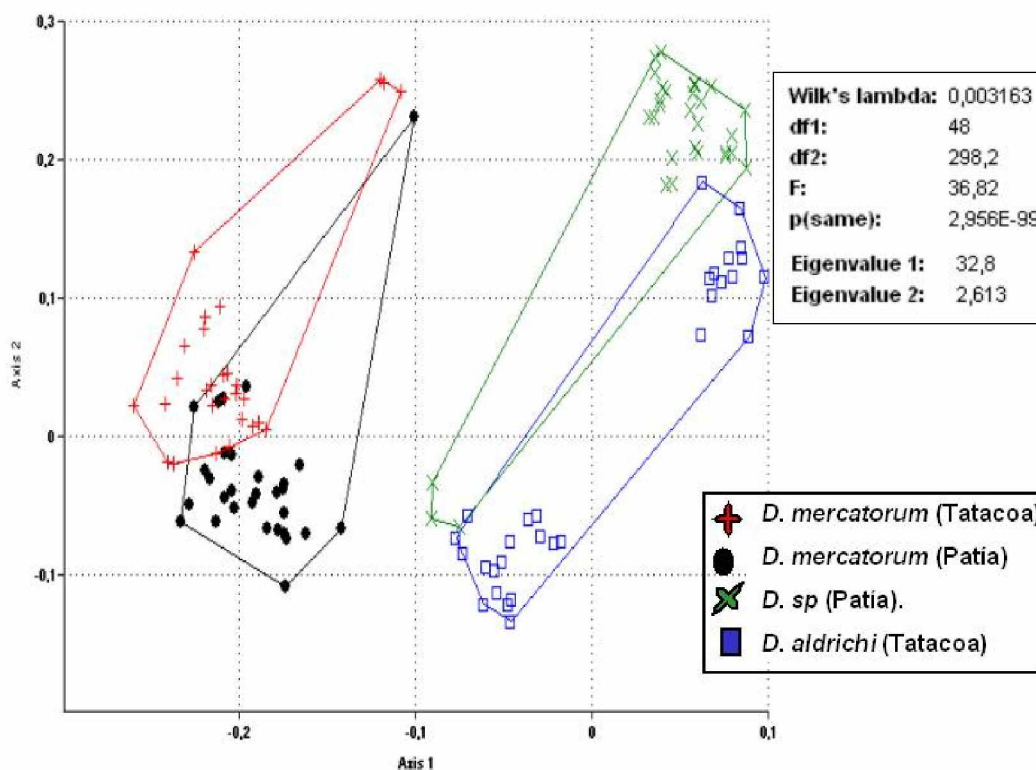 0,3
0,2
0,1
0
-0,1
Axis 2
-0,2
-0,1
0
0,1
Axis 1
Wilk's lambda: 0,003163
df1: 48
df2: 298,2
F: 36,82
p(same): 2,956E-99
Eigenvalue 1: 32,8
Eigenvalue 2: 2,613
D. mercatorum (Tatacoa)
D. mercatorum (Patía)
D. sp (Patía).
D. aldrichi (Tatacoa)